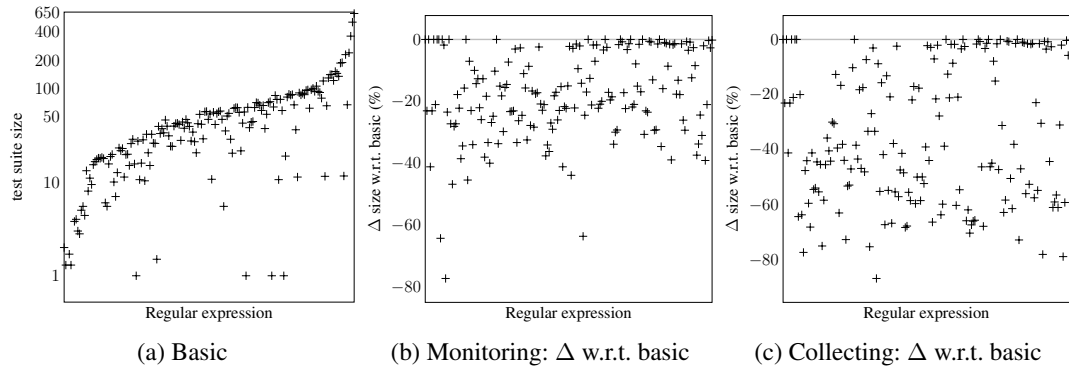 650
400
200
100
50
10
1
test suite size
Regular expression
(a) Basic
0
−20
−40
−60
−80
Δ size w.r.t. basic (%)
Regular expression
(b) Monitoring: Δ w.r.t. basic
0
−20
−40
−60
−80
Δ size w.r.t. basic (%)
Regular expression
(c) Collecting: Δ w.r.t. basic